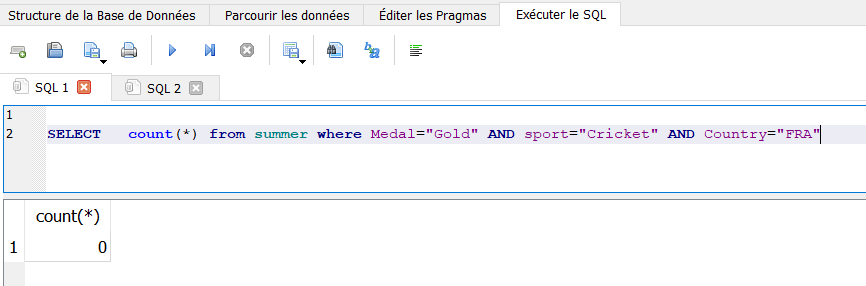 Structure de la Base de Données Parcourir les données Éditer les Pragmas Exécuter le SQL
SQL 1 SQL 2
1
2 SELECT count(*) from summer where Medal="Gold" AND sport="Cricket" AND Country="FRA"
count(*)
1 0